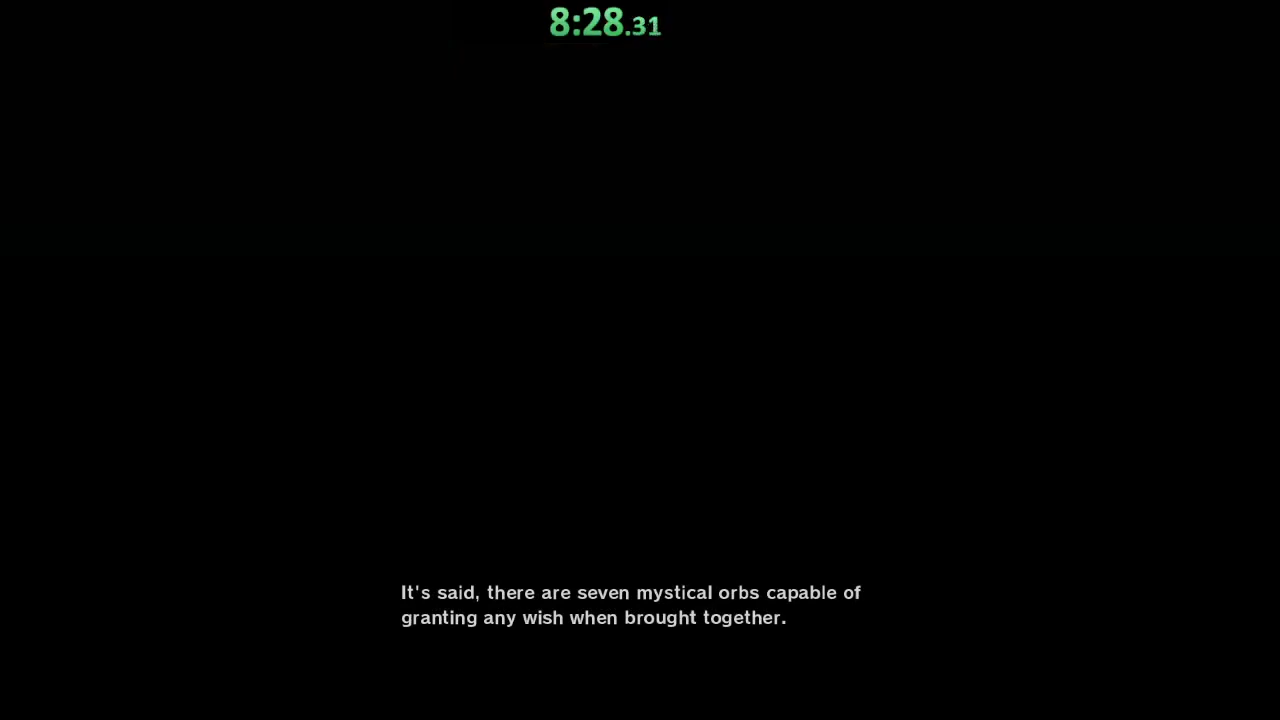 8:28.31
It's said, there are seven mystical orbs capable of
granting any wish when brought together.